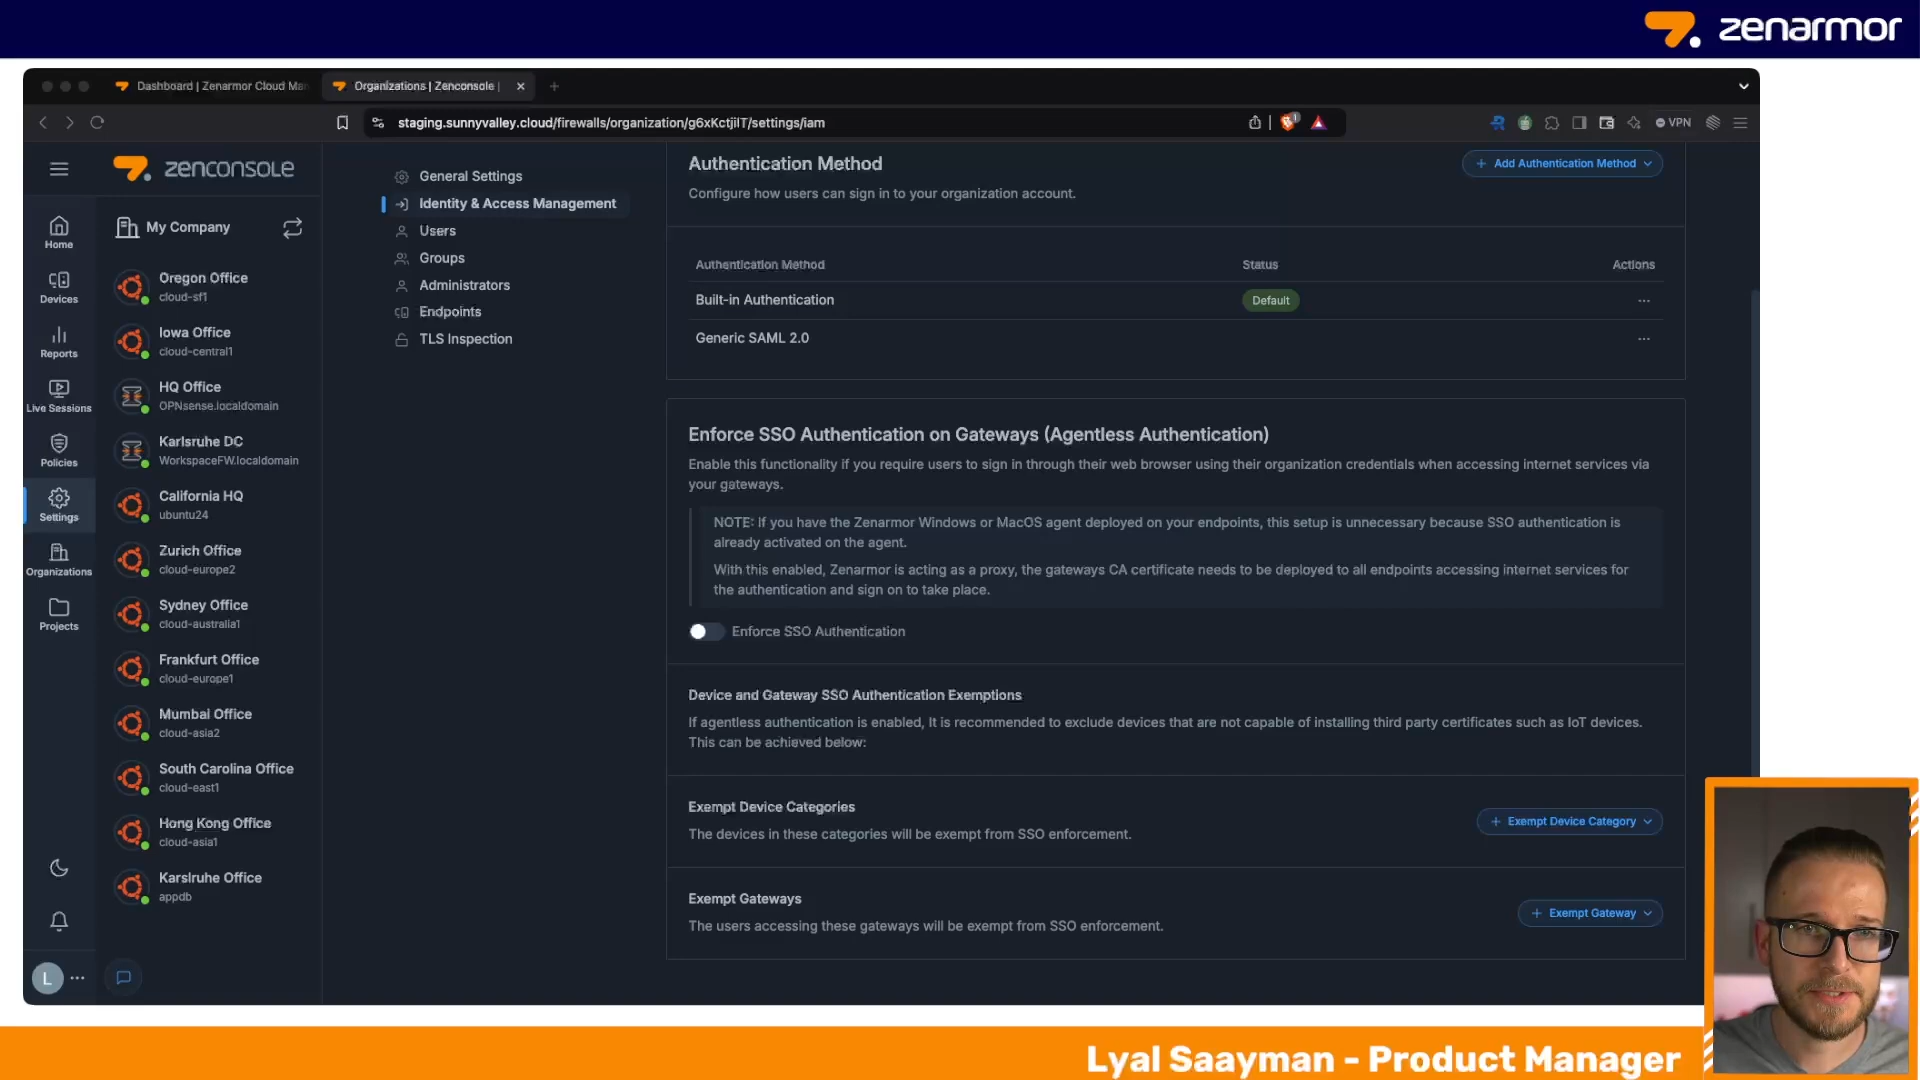 zenarmor
Dashboard | Zenarmor Cloud Ma
Organizations | Zenconsole |
staging.sunnyvalley.cloud/firewalls/organization/g6xKctjiIT/settings/iam
VPN
zenconsole
My Company
Home
Devices
Reports
Live Sessions
Policies
Settings
Organizations
Projects
L
Oregon Office
cloud-sf1
Iowa Office
cloud-central1
HQ Office
OPNsense.localdomain
Karlsruhe DC
WorkspaceFW.localdomain
California HQ
ubuntu24
Zurich Office
cloud-europe2
Sydney Office
cloud-australia1
Frankfurt Office
cloud-europe1
Mumbai Office
cloud-asia2
South Carolina Office
cloud-east1
Hong Kong Office
cloud-asia1
Karslruhe Office
appdb
General Settings
Identity & Access Management
Users
Groups
Administrators
Endpoints
TLS Inspection
Authentication Method
Configure how users can sign in to your organization account.
Add Authentication Method
Authentication Method Status Actions
Built-in Authentication Default
Generic SAML 2.0
Enforce SSO Authentication on Gateways (Agentless Authentication)
Enable this functionality if you require users to sign in through their web browser using their organization credentials when accessing internet services via
your gateways.
NOTE: If you have the Zenarmor Windows or MacOS agent deployed on your endpoints, this setup is unnecessary because SSO authentication is
already activated on the agent.
With this enabled, Zenarmor is acting as a proxy, the gateways CA certificate needs to be deployed to all endpoints accessing internet services for
the authentication and sign on to take place.
Enforce SSO Authentication
Device and Gateway SSO Authentication Exemptions
If agentless authentication is enabled, It is recommended to exclude devices that are not capable of installing third party certificates such as IoT devices.
This can be achieved below:
Exempt Device Categories
The devices in these categories will be exempt from SSO enforcement.
Exempt Device Category
Exempt Gateways
The users accessing these gateways will be exempt from SSO enforcement.
Exempt Gateway
Lyal Saayman - Product Manager